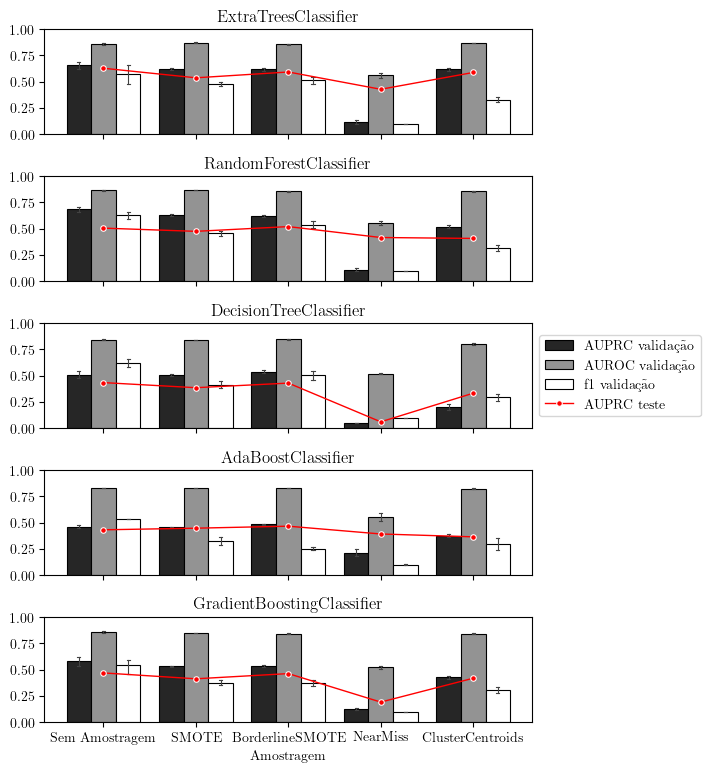 ExtraTreesClassifier
1.00
0.75
0.50
0.25
0.00
RandomForestClassifier
1.00
0.75
0.50
0.25
0.00
DecisionTreeClassifier
1.00
0.75
0.50
0.25
0.00
AUPRC validação
AUROC validação
f1 validação
AUPRC teste
AdaBoostClassifier
1.00
0.75
0.50
0.25
0.00
GradientBoostingClassifier
1.00
0.75
0.50
0.25
0.00
Sem Amostragem SMOTE BorderlineSMOTE NearMiss ClusterCentroids
Amostragem